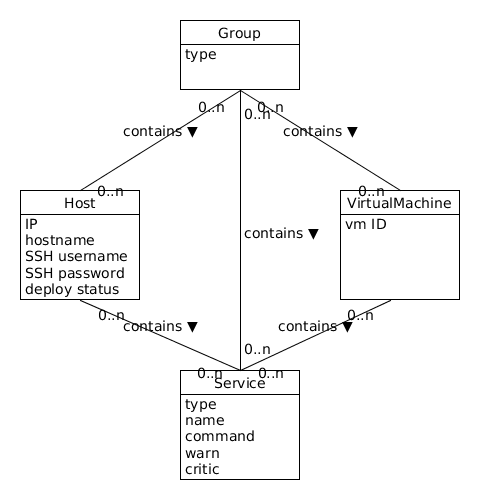 Group
type
0..n 0..n
0..n
contains ▼ contains ▼
0..n 0..n
Host VirtualMachine
IP vm ID
hostname
contains ▼
SSH username
SSH password
deploy status
0..n 0..n
contains ▼ contains ▼
0..n
0..n 0..n
Service
type
name
command
warn
critic